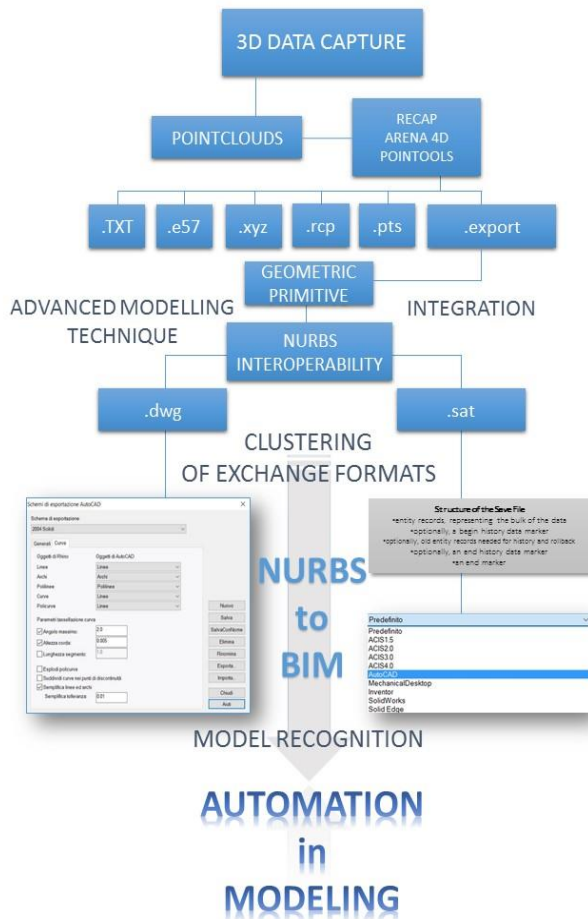 3D DATA CAPTURE
POINTCLOUDS
RECAP
ARENA 4D
POINTOOLS
.TXT
.e57
.xyz
.rcp
.pts
.export
GEOMETRIC
PRIMITIVE
ADVANCED MODELLING
TECHNIQUE
INTEGRATION
NURBS
INTEROPERABILITY
.dwg
.sat
CLUSTERING
OF EXCHANGE FORMATS
Schemi di esportazione AutoCAD
Schema di esportazione
2004 Solidi
Generali
Curva
Oggetti di Rhino
Oggetti di AutoCAD
Linee
Linee
Archi
Archi
Polilinee
Polilinee
Curve
Linee
Policurve
Linee
Parametri tassellazione curva
Angolo massimo
2.0
Altezza corda
0.005
Lunghezza segmento
1.0
Esplodi policurve
Suddividi curve nei punti di discontinuità
Semplifica linee ed archi
Semplifica tolleranza
0.01
Nuovo
Salva
SalvaConNome
Elimina
Rinomina
Esporta...
Importa...
Chiudi
Aiuti
Structure of the Save File
•entity records, representing the bulk of the data
•optionally, a begin history data marker
•optionally, old entity records needed for history and rollback
•optionally, an end history data marker
•an end marker
NURBS
to
BIM
Predefinito
Predefinito
ACIS1.5
ACIS2.0
ACIS3.0
ACIS4.0
AutoCAD
MechanicalDesktop
Inventor
SolidWorks
Solid Edge
MODEL RECOGNITION
AUTOMATION
in
MODELING